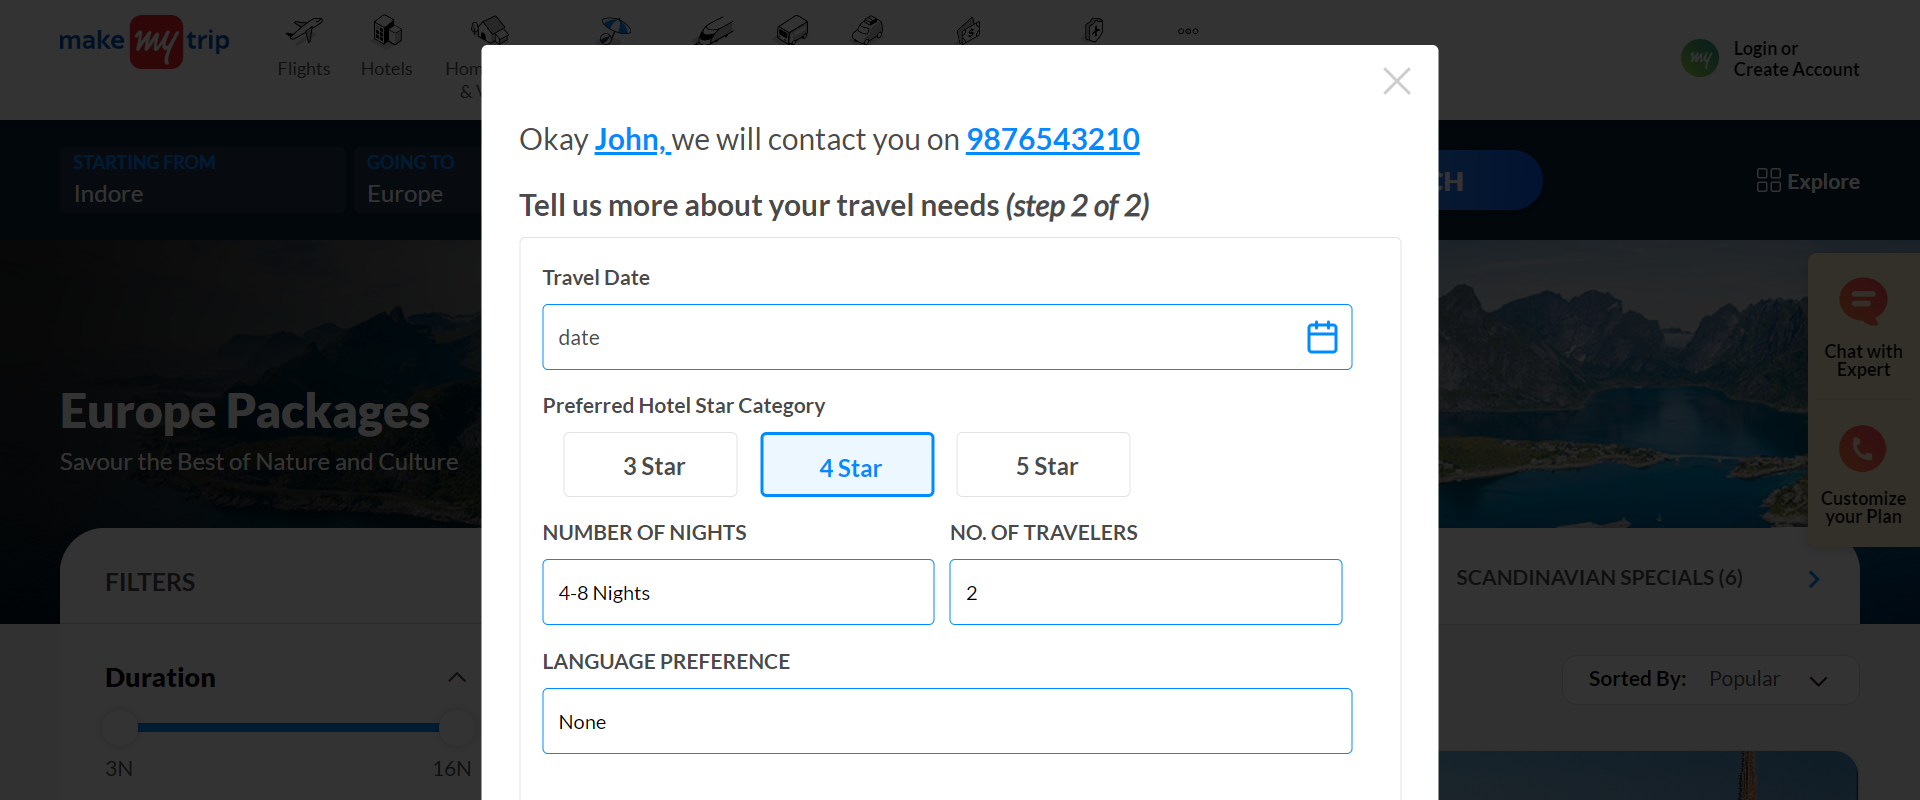 make my trip
Flights
Hotels
Hom
& V
my
Login or
Create Account
STARTING FROM
Indore
GOING TO
Europe
CH
Explore
Okay John, we will contact you on 9876543210
Tell us more about your travel needs (step 2 of 2)
Travel Date
date
Preferred Hotel Star Category
3 Star
4 Star
5 Star
NUMBER OF NIGHTS
NO. OF TRAVELERS
4-8 Nights
2
LANGUAGE PREFERENCE
None
Europe Packages
Savour the Best of Nature and Culture
Chat with
Expert
Customize
your Plan
FILTERS
SCANDINAVIAN SPECIALS (6)
Duration
3N
16N
Sorted By: Popular